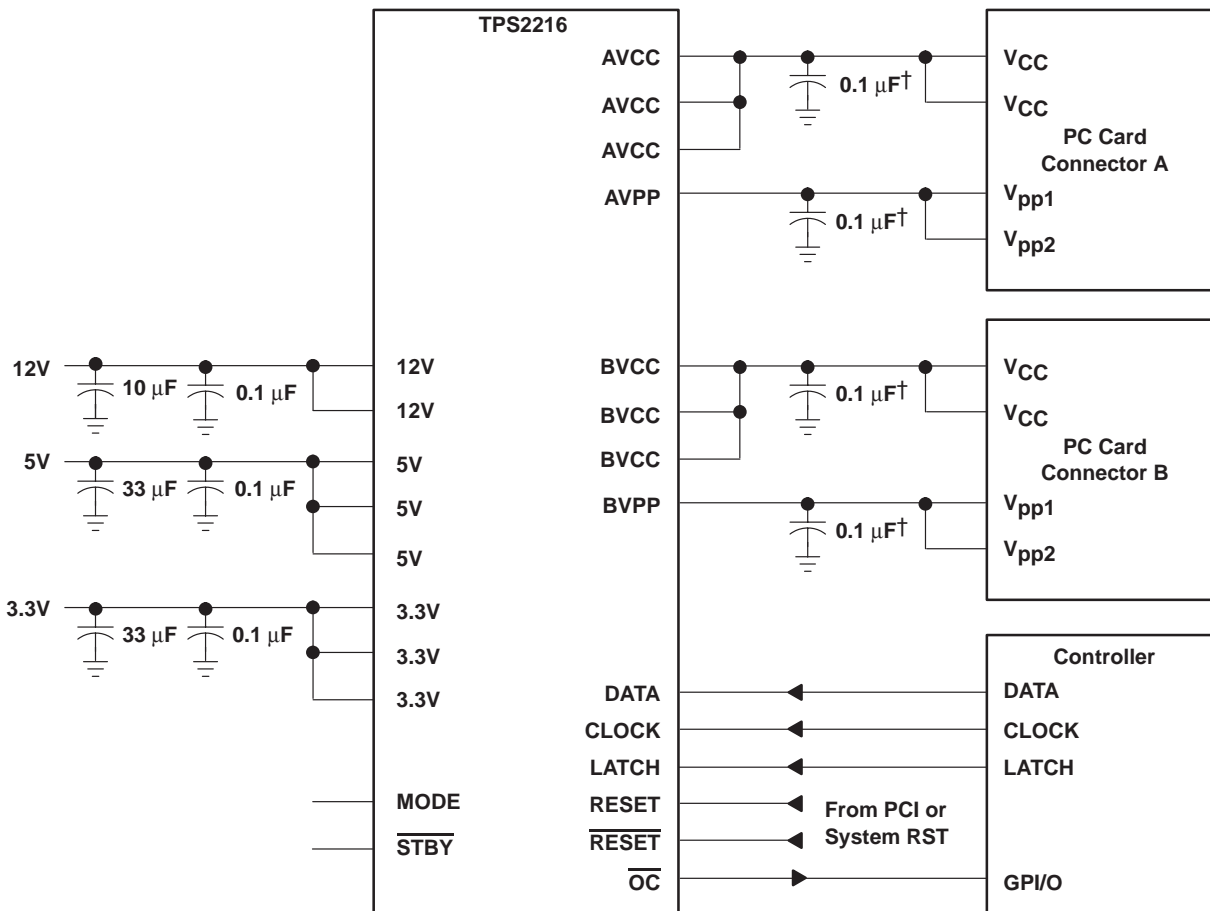 TPS2216
AVCC
AVCC
AVCC
AVPP
0.1 µF†
0.1 µF†
VCC
VCC
PC Card
Connector A
Vpp1
Vpp2
12V
10 µF
0.1 µF
12V
12V
5V
33 µF
0.1 µF
5V
5V
5V
3.3V
33 µF
0.1 µF
3.3V
3.3V
3.3V
BVCC
BVCC
BVCC
BVPP
0.1 µF†
0.1 µF†
VCC
VCC
PC Card
Connector B
Vpp1
Vpp2
MODE
STBY
DATA
CLOCK
LATCH
RESET
RESET
OC
From PCI or
System RST
Controller
DATA
CLOCK
LATCH
GPI/O